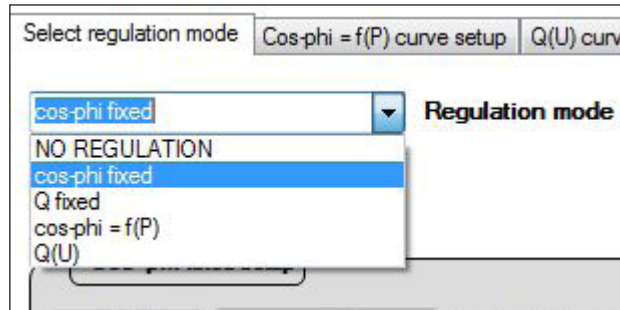 Select regulation mode Cos-phi = f(P) curve setup Q(U) curv
cos-phi fixed Regulation mode
NO REGULATION
cos-phi fixed
Q fixed
cos-phi = f(P)
Q(U)
setup